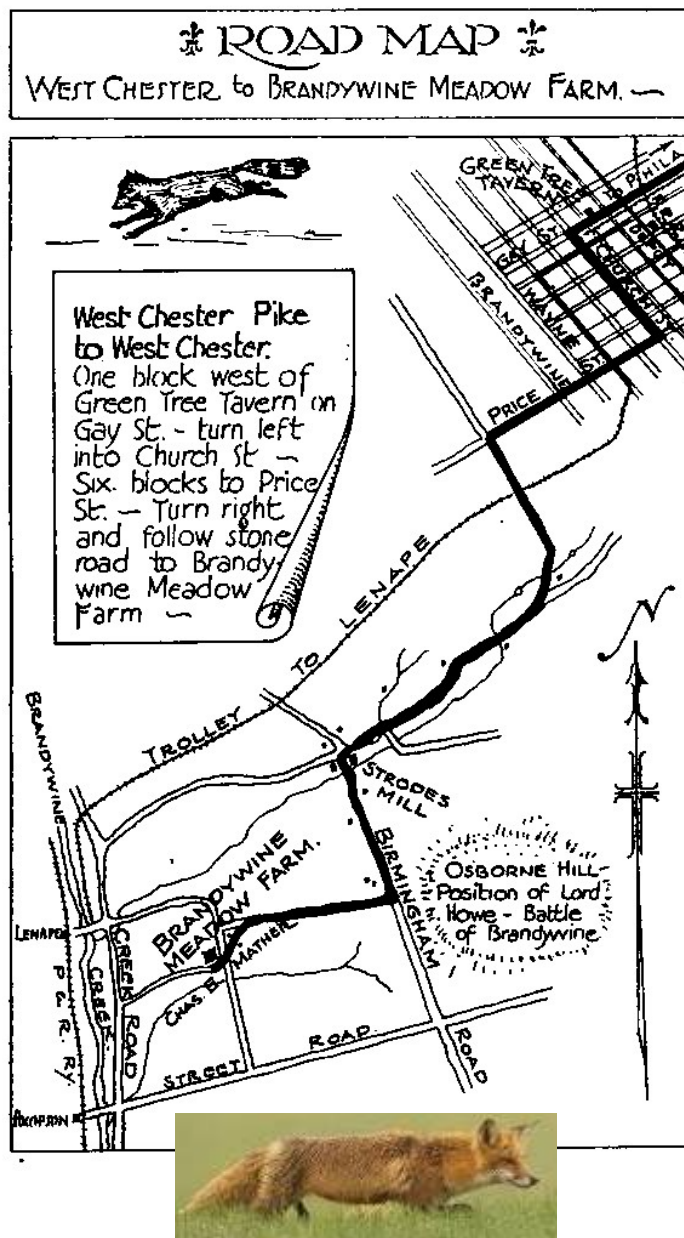 ROAD MAP
WEST CHESTER to BRANDYWINE MEADOW FARM. —
GREEN TREE
TAVERN
TO PHILA
GAY ST.
CHURCH ST.
BRANDYWINE
WAYNE ST.
PRICE
West Chester Pike
to West Chester.
One block west of
Green Tree Tavern on
Gay St. - turn left
into Church St —
Six blocks to Price
St. — Turn right
and follow stone
road to Brandy-
wine Meadow
Farm —
N
TROLLEY TO LENAPE
BRANDYWINE
STRODES
MILL
BIRMINGHAM
ROAD
OSBORNE HILL-
Position of Lord
Howe - Battle
of Brandywine
BRANDYWINE
MEADOW FARM.
CHAS. B. MATHER
LENAPE
CREEK
CREEK ROAD
P. & R. RY.
STREET ROAD